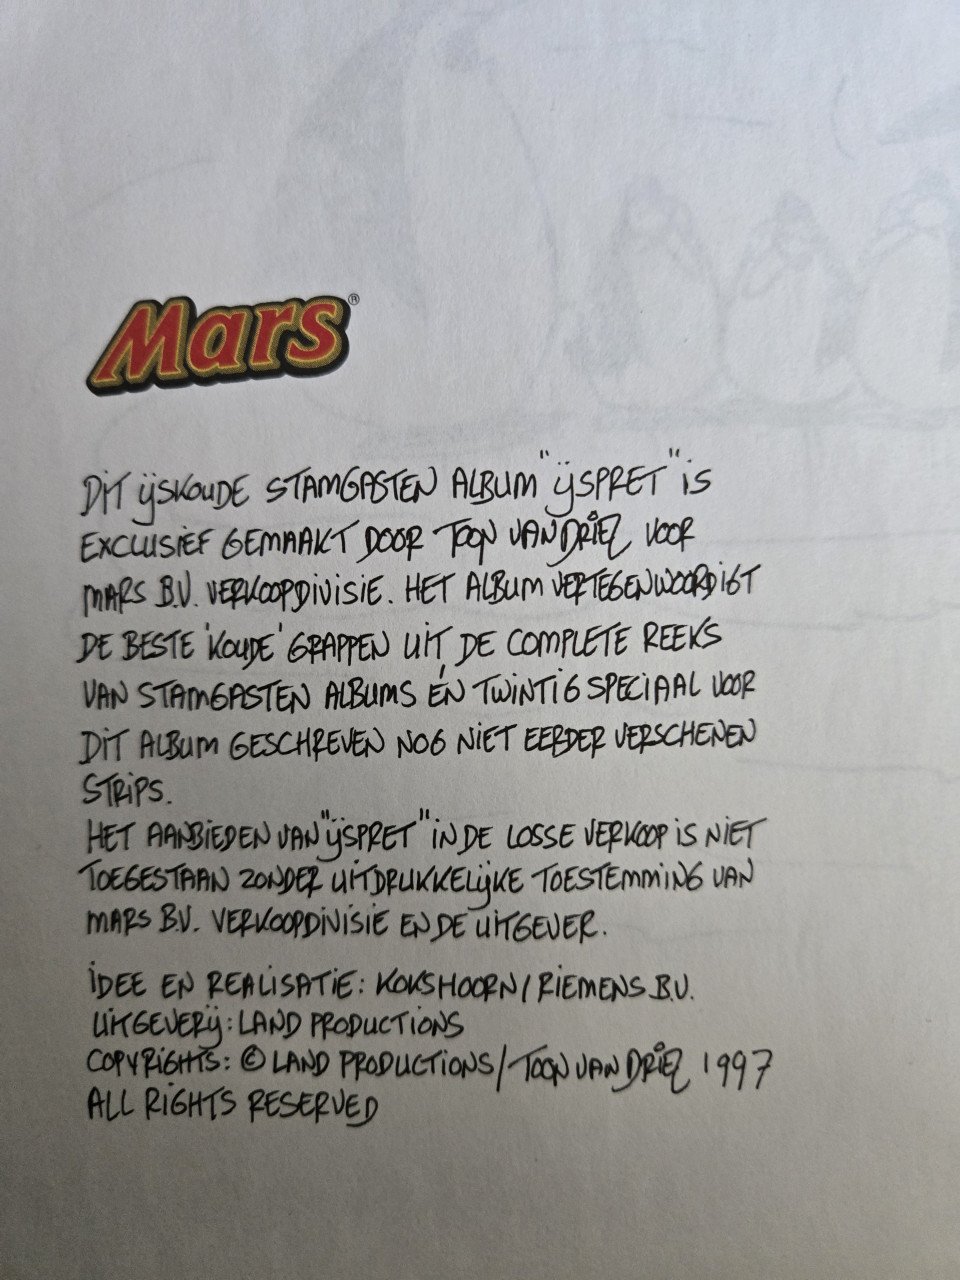 Mars®
DIT IJSKOUDE STAMGASTEN ALBUM "IJSPRET" IS
EXCLUSIEF GEMAAKT DOOR TOON VAN DRIEL VOOR
MARS B.V. VERKOOPDIVISIE. HET ALBUM VERTEGENWOORDIGT
DE BESTE 'KOUDE' GRAPPEN UIT DE COMPLETE REEKS
VAN STAMGASTEN ALBUMS ÉN TWINTIG SPECIAAL VOOR
DIT ALBUM GESCHREVEN NOG NIET EERDER VERSCHENEN
STRIPS.
HET AANBIEDEN VAN "IJSPRET" IN DE LOSSE VERKOOP IS NIET
TOEGESTAAN ZONDER UITDRUKKELIJKE TOESTEMMING VAN
MARS B.V. VERKOOPDIVISIE EN DE UITGEVER.
IDEE EN REALISATIE: KOKSHOORN/RIEMENS B.V.
UITGEVERIJ: LAND PRODUCTIONS
COPYRIGHTS: © LAND PRODUCTIONS/TOON VAN DRIEL 1997
ALL RIGHTS RESERVED